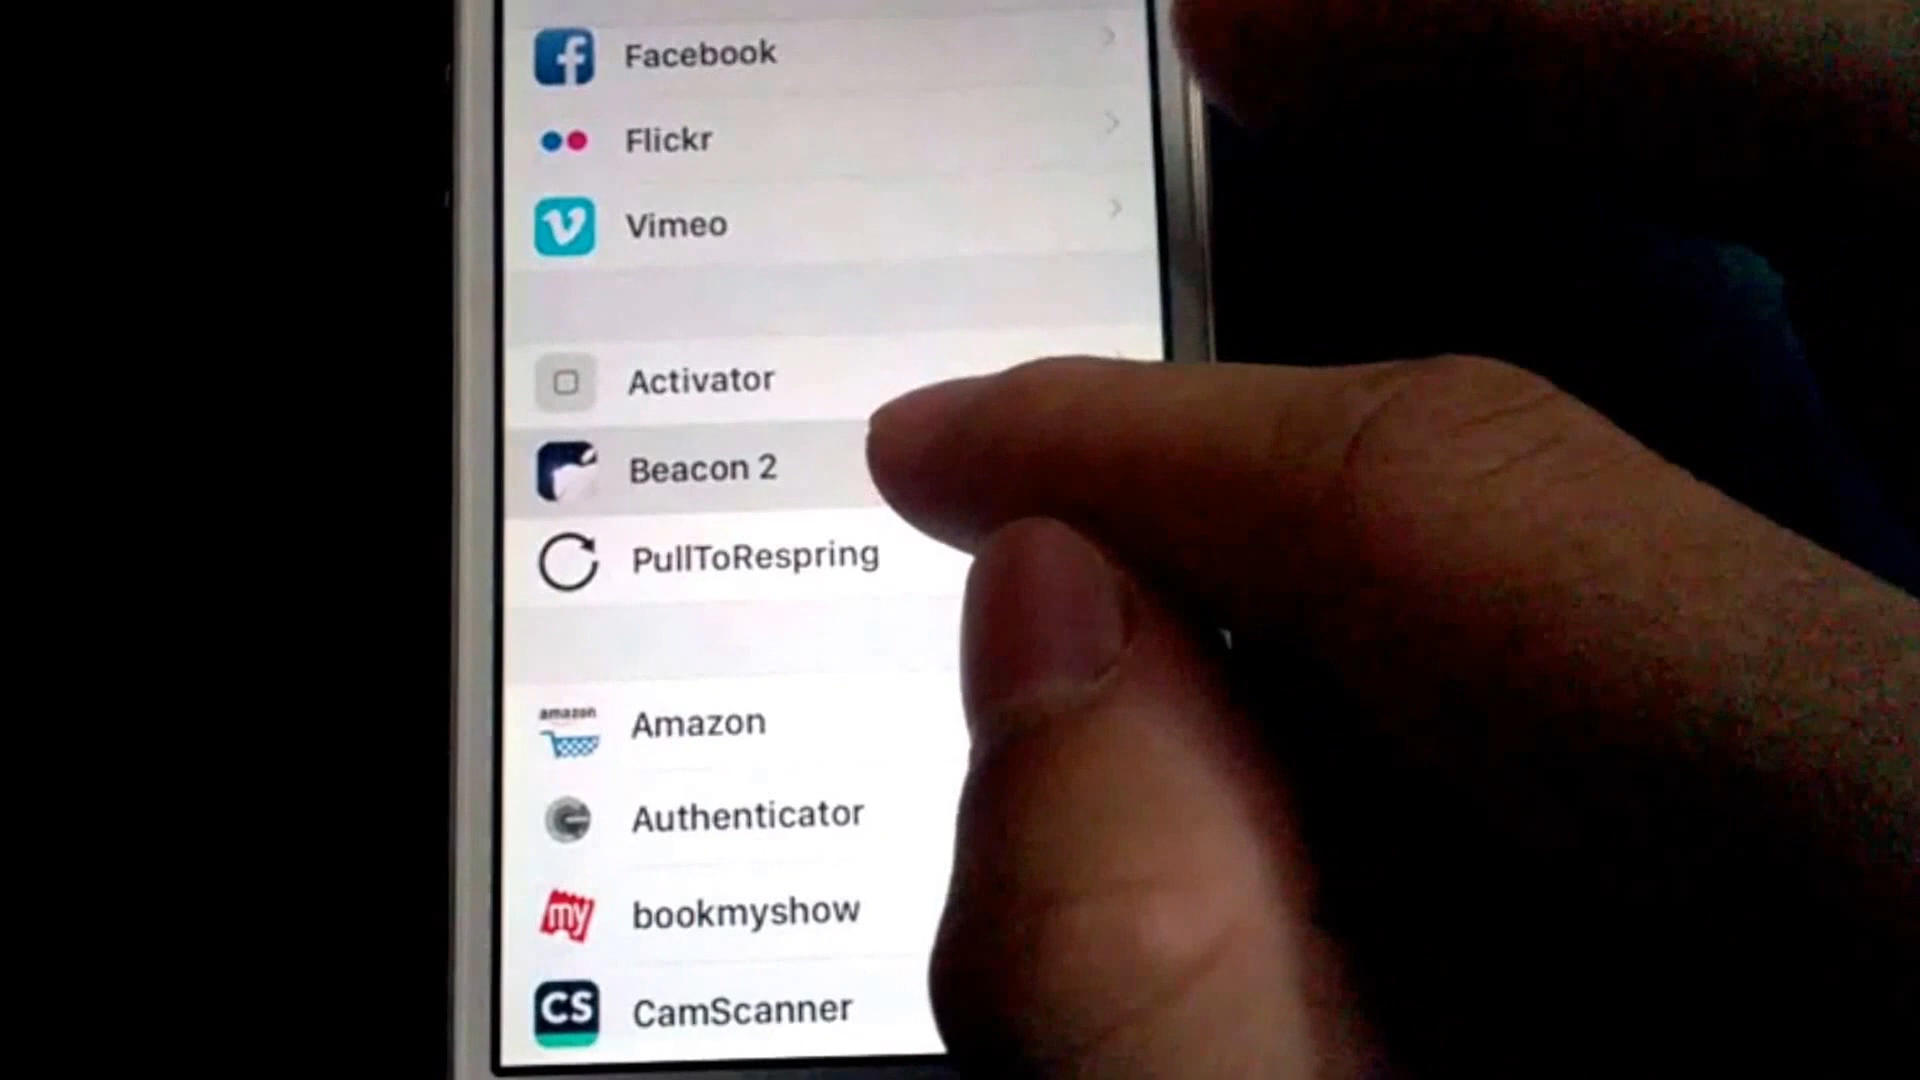 Facebook
Flickr
Vimeo
Activator
Beacon 2
PullToRespring
amazon
Amazon
Authenticator
my
bookmyshow
CS
CamScanner